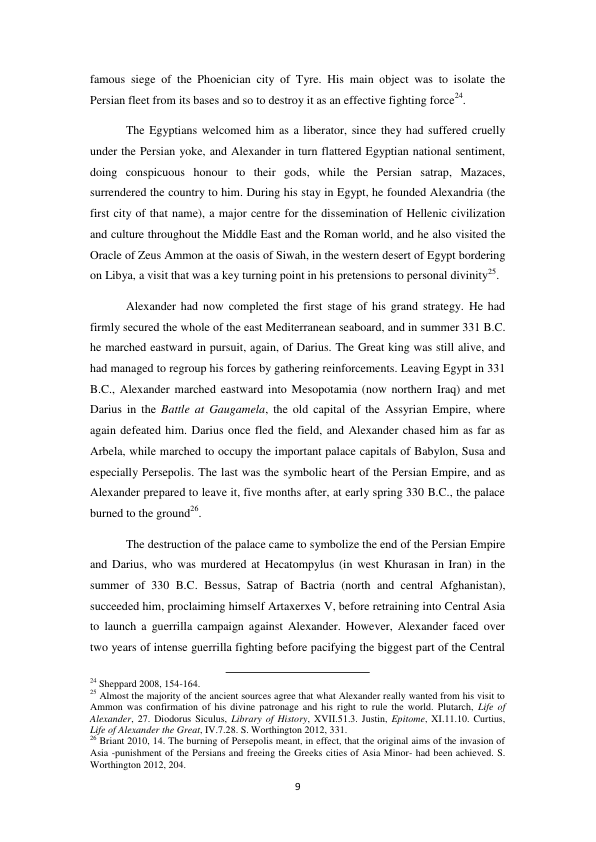 famous siege of the Phoenician city of Tyre. His main object was to isolate the
Persian fleet from its bases and so to destroy it as an effective fighting force24.
The Egyptians welcomed him as a liberator, since they had suffered cruelly
under the Persian yoke, and Alexander in turn flattered Egyptian national sentiment,
doing conspicuous honour to their gods, while the Persian satrap, Mazaces,
surrendered the country to him. During his stay in Egypt, he founded Alexandria (the
first city of that name), a major centre for the dissemination of Hellenic civilization
and culture throughout the Middle East and the Roman world, and he also visited the
Oracle of Zeus Ammon at the oasis of Siwah, in the western desert of Egypt bordering
on Libya, a visit that was a key turning point in his pretensions to personal divinity25.
Alexander had now completed the first stage of his grand strategy. He had
firmly secured the whole of the east Mediterranean seaboard, and in summer 331 B.C.
he marched eastward in pursuit, again, of Darius. The Great king was still alive, and
had managed to regroup his forces by gathering reinforcements. Leaving Egypt in 331
B.C., Alexander marched eastward into Mesopotamia (now northern Iraq) and met
Darius in the Battle at Gaugamela, the old capital of the Assyrian Empire, where
again defeated him. Darius once fled the field, and Alexander chased him as far as
Arbela, while marched to occupy the important palace capitals of Babylon, Susa and
especially Persepolis. The last was the symbolic heart of the Persian Empire, and as
Alexander prepared to leave it, five months after, at early spring 330 B.C., the palace
burned to the ground26.
The destruction of the palace came to symbolize the end of the Persian Empire
and Darius, who was murdered at Hecatompylus (in west Khurasan in Iran) in the
summer of 330 B.C. Bessus, Satrap of Bactria (north and central Afghanistan),
succeeded him, proclaiming himself Artaxerxes V, before retraining into Central Asia
to launch a guerrilla campaign against Alexander. However, Alexander faced over
two years of intense guerrilla fighting before pacifying the biggest part of the Central
24 Sheppard 2008, 154-164.
25 Almost the majority of the ancient sources agree that what Alexander really wanted from his visit to
Ammon was confirmation of his divine patronage and his right to rule the world. Plutarch, Life of
Alexander, 27. Diodorus Siculus, Library of History, XVII.51.3. Justin, Epitome, XI.11.10. Curtius,
Life of Alexander the Great, IV.7.28. S. Worthington 2012, 331.
26 Briant 2010, 14. The burning of Persepolis meant, in effect, that the original aims of the invasion of
Asia -punishment of the Persians and freeing the Greeks cities of Asia Minor- had been achieved. S.
Worthington 2012, 204.
9